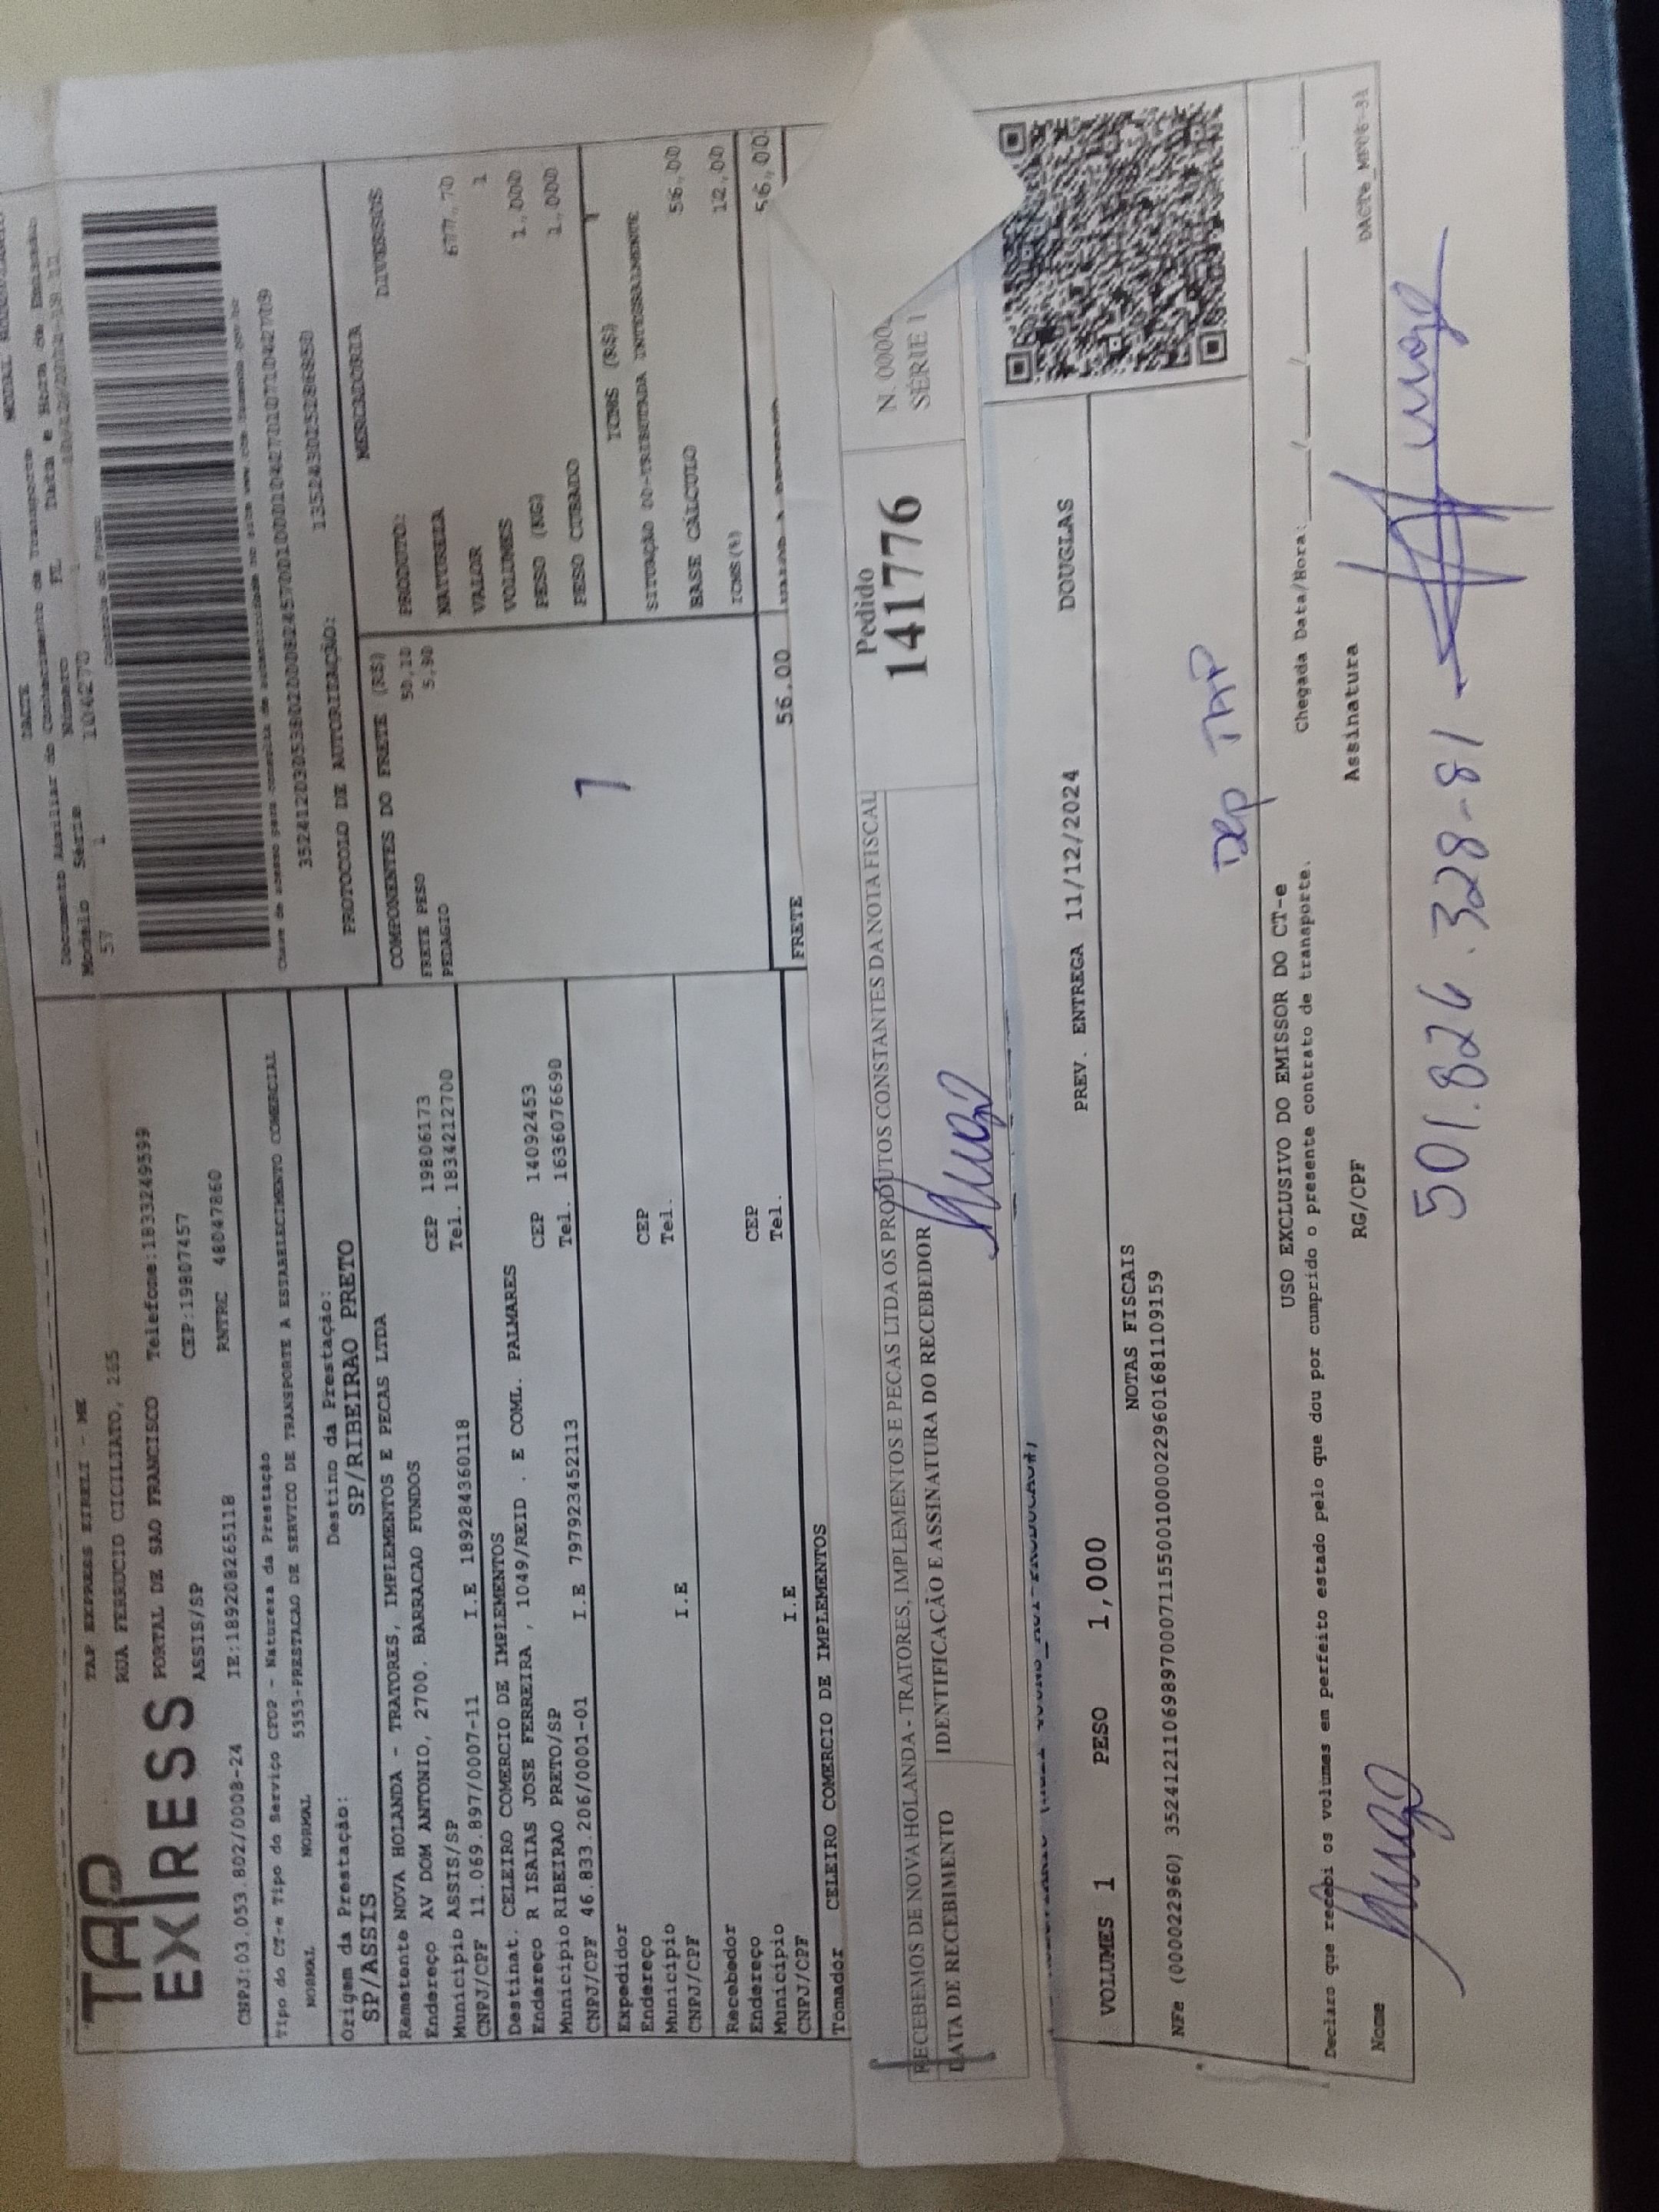 DACTE
Documento Auxiliar do Conhecimento de Transporte
Modelo Série Número FL Data e Hora de Emissão
57 1 104270
TAP
EXPRESS
TAP EXPRES EIRELI - ME
RUA FERRUCIO CICILIATO, 265
PORTAL DE SAO FRANCISCO Telefone:1833249599
ASSIS/SP CEP:19807457
CNPJ:03.053.802/0008-24 IE:189208265118 RNTRC 48047860
Tipo do CT-e Tipo do Serviço CFOP - Natureza da Prestação
NORMAL NORMAL 5353-PRESTACAO DE SERVICO DE TRANSPORTE A ESTABELECIMENTO COMERCIAL
PROTOCOLO DE AUTORIZAÇÃO:
Origem da Prestação: Destino da Prestação:
SP/ASSIS SP/RIBEIRAO PRETO
Remetente NOVA HOLANDA - TRATORES, IMPLEMENTOS E PECAS LTDA
Endereço AV DOM ANTONIO, 2700. BARRACAO FUNDOS
Município ASSIS/SP CEP 19806173
CNPJ/CPF 11.069.897/0007-11 I.E 189284360118 Tel. 1834212700
Destinat. CELEIRO COMERCIO DE IMPLEMENTOS
Endereço R ISAIAS JOSE FERREIRA , 1049/REID . E COML. PALMARES
Município RIBEIRAO PRETO/SP CEP 14092453
CNPJ/CPF 46.833.206/0001-01 I.E 797923452113 Tel. 1636076690
Expedidor
Endereço
Município CEP
CNPJ/CPF I.E Tel.
Recebedor
Endereço
Município CEP
CNPJ/CPF I.E Tel.
Tomador CELEIRO COMERCIO DE IMPLEMENTOS
COMPONENTES DO FRETE (R$)
FRETE PESO 50,10
PEDAGIO 5,90
FRETE 56,00
MERCADORIA
PRODUTO: DIVERSOS
NATUREZA
VALOR 677,70
VOLUMES 1
PESO (KG) 1,000
PESO CUBADO 1,000
ICMS (R$)
SITUAÇÃO 00-TRIBUTADA INTEGRALMENTE
BASE CÁLCULO 56,00
ICMS(%) 12,00
56,00
RECEBEMOS DE NOVA HOLANDA - TRATORES, IMPLEMENTOS E PECAS LTDA OS PRODUTOS CONSTANTES DA NOTA FISCAL
DATA DE RECEBIMENTO IDENTIFICAÇÃO E ASSINATURA DO RECEBEDOR
Pedido
1417776
N. 0000
SÉRIE 1
VOLUMES 1 PESO 1,000 PREV. ENTREGA 11/12/2024 DOUGLAS
NOTAS FISCAIS
NFe (000022960) 35241211069897000711550010000229601681109159
Dep TAP
USO EXCLUSIVO DO EMISSOR DO CT-e
Declaro que recebi os volumes em perfeito estado pelo que dou por cumprido o presente contrato de transporte.
Chegada Data/Hora:
Nome RG/CPF Assinatura
501.826.328-81